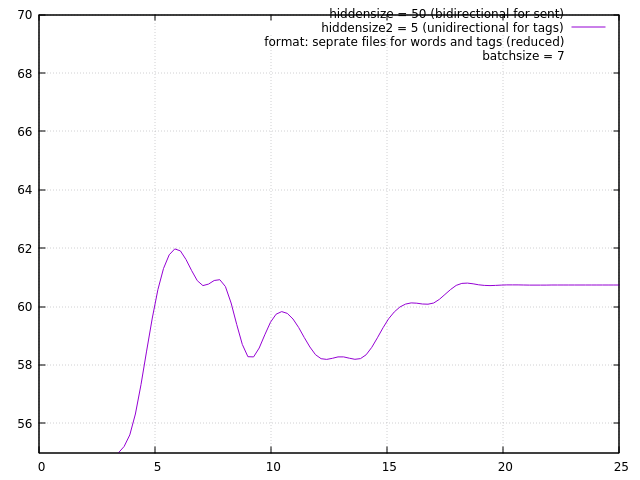 hiddensize = 50 (bidirectional for sent)
hiddensize2 = 5 (unidirectional for tags)
format: seprate files for words and tags (reduced)
batchsize = 7
70
68
66
64
62
60
58
56
0 5 10 15 20 25